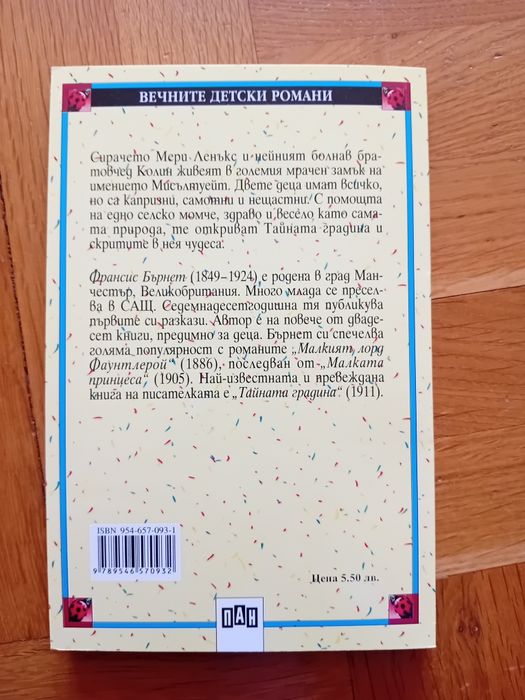 ВЕЧНИТЕ ДЕТСКИ РОМАНИ
Сирачето Мери Ленъкс и нейният болнав бра-
товчед Колин живеят в големия мрачен замък на
имението Мисълтуейт. Двете деца имат всичко,
но са капризни, самотни и нещастни. С помощта
на едно селско момче, здраво и весело като сама-
та природа, те откриват Тайната градина и
скритите в нея чудеса.
Франсис Бърнет (1849–1924) е родена в град Ман-
честър, Великобритания. Много млада се пресел-
ва в САЩ. Седемнадесетгодишна тя публикува
първите си разкази. Автор е на повече от дваде-
сет книги, предимно за деца. Бърнет си спечелва
голяма популярност с романите „Малкият лорд
Фаунтлерой“ (1886), последван от „Малката
принцеса“ (1905). Най-известната и превеждана
книга на писателката е „Тайната градина“ (1911).
ISBN 954-657-093-1
9 789546 570932
Цена 5.50 лв.
ПАН